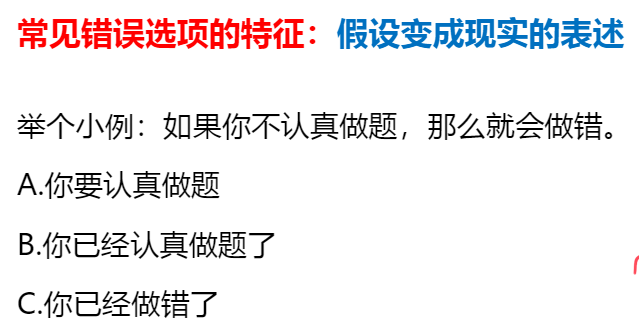 常见错误选项的特征：假设变成现实的表述
举个小例：如果你不认真做题，那么就会做错。
A.你要认真做题
B.你已经认真做题了
C.你已经做错了